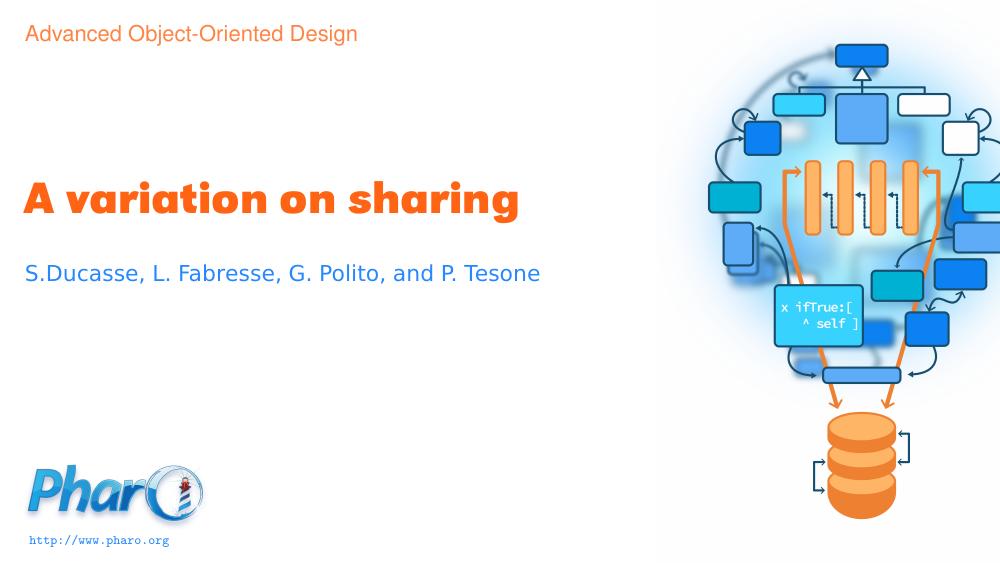 Advanced Object-Oriented Design
A variation on sharing
S.Ducasse, L. Fabresse, G. Polito, and P. Tesone
x ifTrue:[
^ self ]
Pharo
http://www.pharo.org